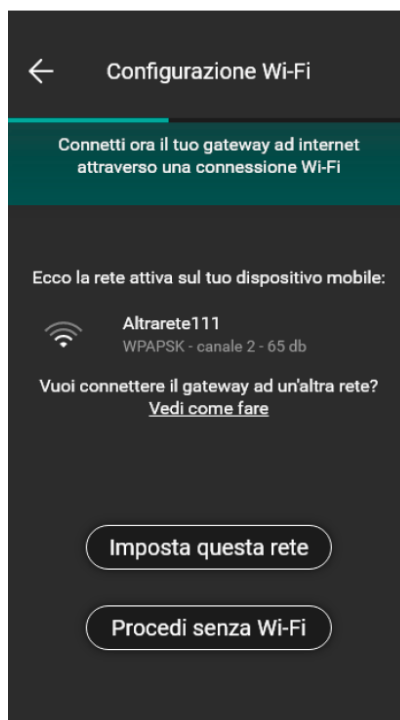 Configurazione Wi-Fi
Connetti ora il tuo gateway ad internet
attraverso una connessione Wi-Fi
Ecco la rete attiva sul tuo dispositivo mobile:
Altrarete111
WPAPSK - canale 2 - 65 db
Vuoi connettere il gateway ad un'altra rete?
Vedi come fare
Imposta questa rete
Procedi senza Wi-Fi